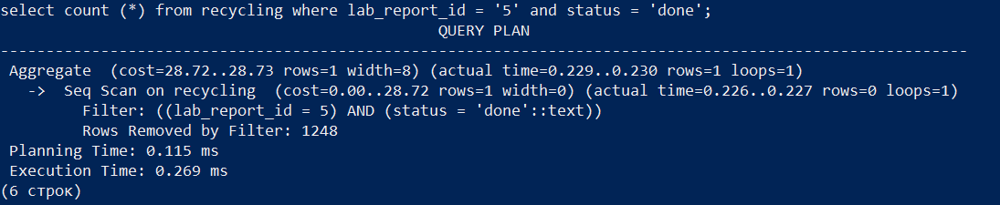 select count (*) from recycling where lab_report_id = '5' and status = 'done';
QUERY PLAN
-----------------------------------------------------------------------------------------------------------
Aggregate  (cost=28.72..28.73 rows=1 width=8) (actual time=0.229..0.230 rows=1 loops=1)
  ->  Seq Scan on recycling  (cost=0.00..28.72 rows=1 width=0) (actual time=0.226..0.227 rows=0 loops=1)
        Filter: ((lab_report_id = 5) AND (status = 'done'::text))
        Rows Removed by Filter: 1248
Planning Time: 0.115 ms
Execution Time: 0.269 ms
(6 строк)